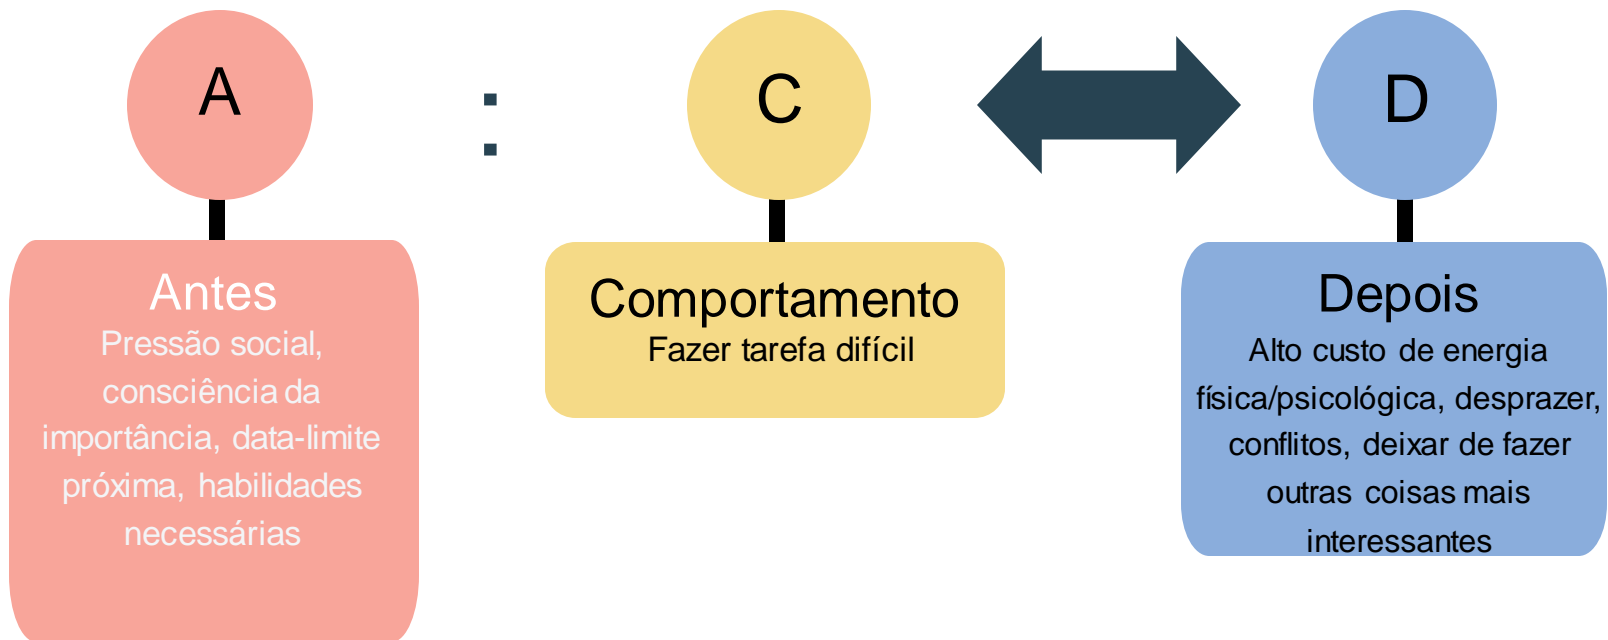 A
:
C
D
Antes
Pressão social,
consciência da
importância, data-limite
próxima, habilidades
necessárias
Comportamento
Fazer tarefa difícil
Depois
Alto custo de energia
física/psicológica, desprazer,
conflitos, deixar de fazer
outras coisas mais
interessantes